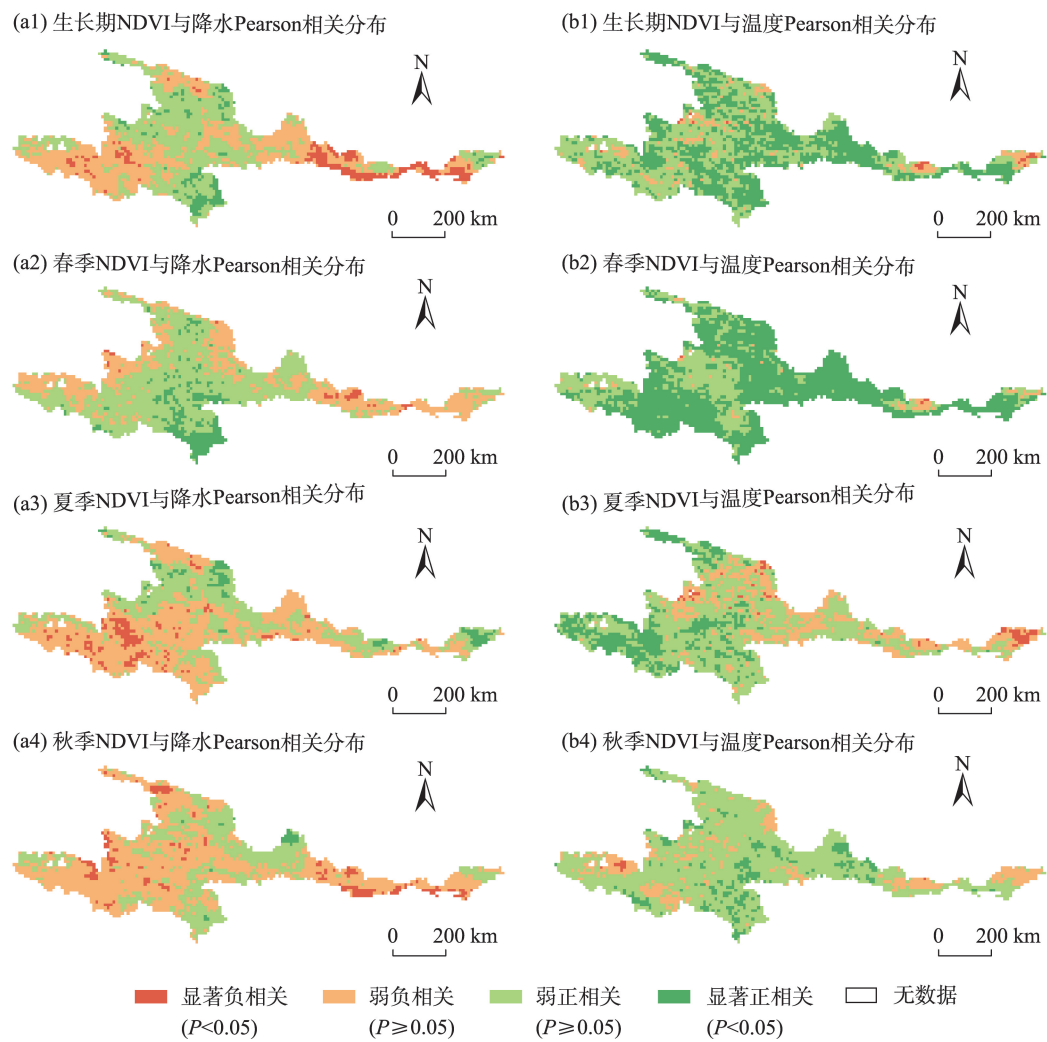 (a1) 生长期NDVI与降水Pearson相关分布
(b1) 生长期NDVI与温度Pearson相关分布
N
N
0 200 km
0 200 km
(a2) 春季NDVI与降水Pearson相关分布
(b2) 春季NDVI与温度Pearson相关分布
N
N
0 200 km
0 200 km
(a3) 夏季NDVI与降水Pearson相关分布
(b3) 夏季NDVI与温度Pearson相关分布
N
N
0 200 km
0 200 km
(a4) 秋季NDVI与降水Pearson相关分布
(b4) 秋季NDVI与温度Pearson相关分布
N
N
0 200 km
0 200 km
显著负相关 弱负相关 弱正相关 显著正相关 无数据
(P<0.05) (P≥0.05) (P≥0.05) (P<0.05)